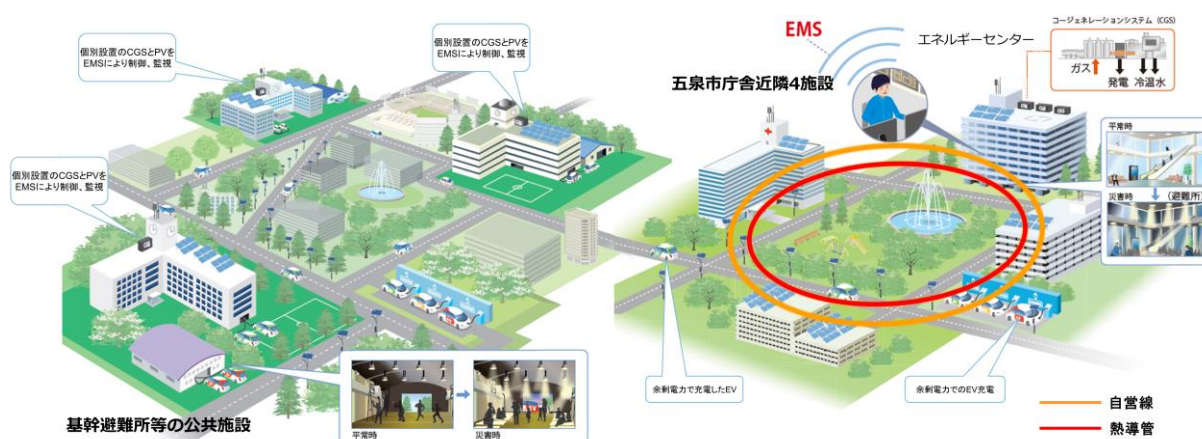 個別設置のCGSとPVを
EMSにより制御、監視
個別設置のCGSとPVを
EMSにより制御、監視
個別設置のCGSとPVを
EMSにより制御、監視
基幹避難所等の公共施設
平常時
災害時
EMS
エネルギーセンター
五泉市庁舎近隣4施設
コージェネレーションシステム（CGS）
ガス
発電
冷温水
平常時
災害時
(避難所)
余剰電力で充電したEV
余剰電力でのEV充電
自営線
熱導管